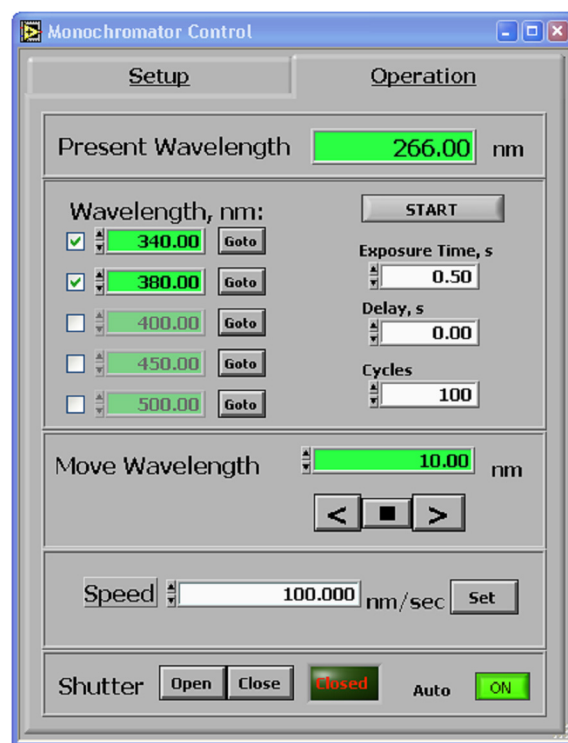 Monochromator Control
Setup Operation
Present Wavelength 266.00 nm
Wavelength, nm: START
340.00 Goto Exposure Time, s
380.00 Goto 0.50
400.00 Goto Delay, s
0.00
450.00 Goto Cycles
500.00 Goto 100
Move Wavelength 10.00 nm
< ■ >
Speed 100.000 nm/sec Set
Shutter Open Close Closed Auto ON